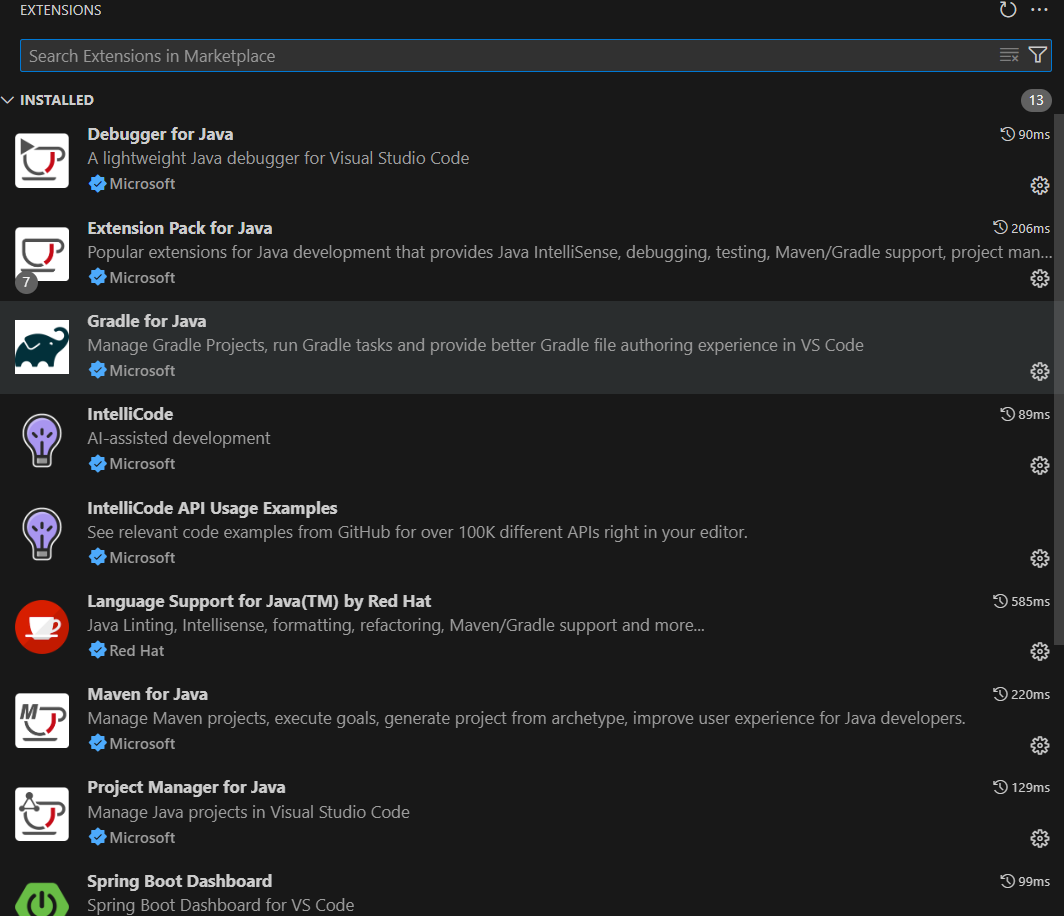 EXTENSIONS
Search Extensions in Marketplace
INSTALLED
13
Debugger for Java
90ms
A lightweight Java debugger for Visual Studio Code
Microsoft
Extension Pack for Java
206ms
Popular extensions for Java development that provides Java IntelliSense, debugging, testing, Maven/Gradle support, project man...
7
Microsoft
Gradle for Java
Manage Gradle Projects, run Gradle tasks and provide better Gradle file authoring experience in VS Code
Microsoft
IntelliCode
89ms
AI-assisted development
Microsoft
IntelliCode API Usage Examples
See relevant code examples from GitHub for over 100K different APIs right in your editor.
Microsoft
Language Support for Java(TM) by Red Hat
585ms
Java Linting, Intellisense, formatting, refactoring, Maven/Gradle support and more...
Red Hat
Maven for Java
220ms
M
Manage Maven projects, execute goals, generate project from archetype, improve user experience for Java developers.
Microsoft
Project Manager for Java
129ms
Manage Java projects in Visual Studio Code
Microsoft
Spring Boot Dashboard
99ms
Spring Boot Dashboard for VS Code